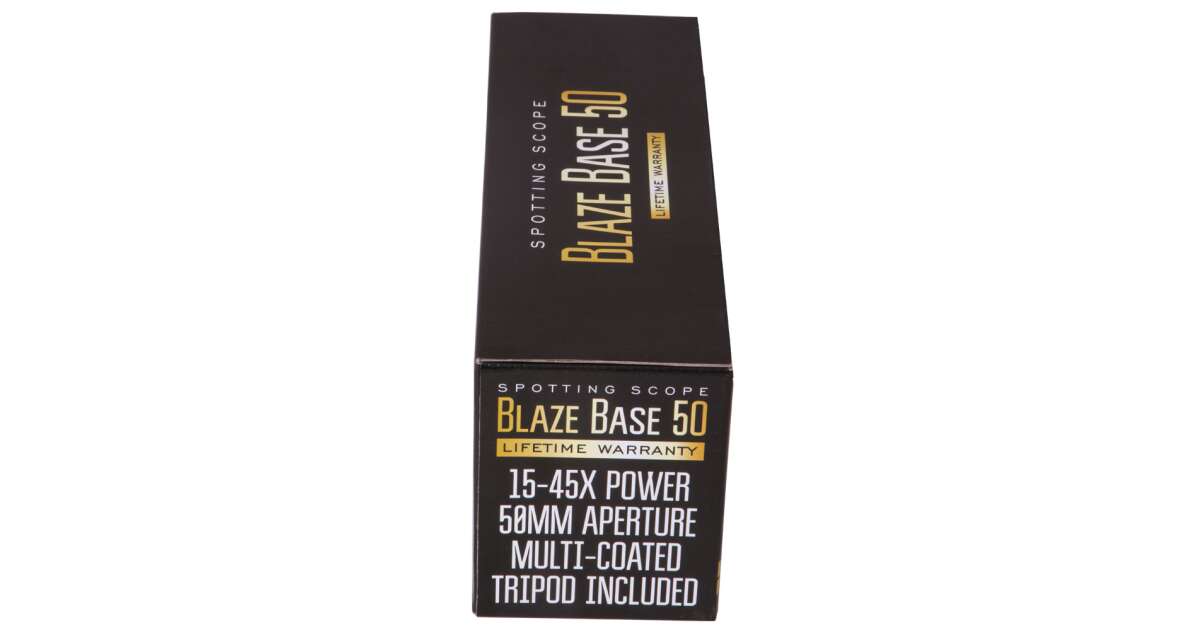 SPOTTING SCOPE
BLAZE BASE 50
LIFETIME WARRANTY
SPOTTING SCOPE
BLAZE BASE 50
LIFETIME WARRANTY
15-45X POWER
50MM APERTURE
MULTI-COATED
TRIPOD INCLUDED